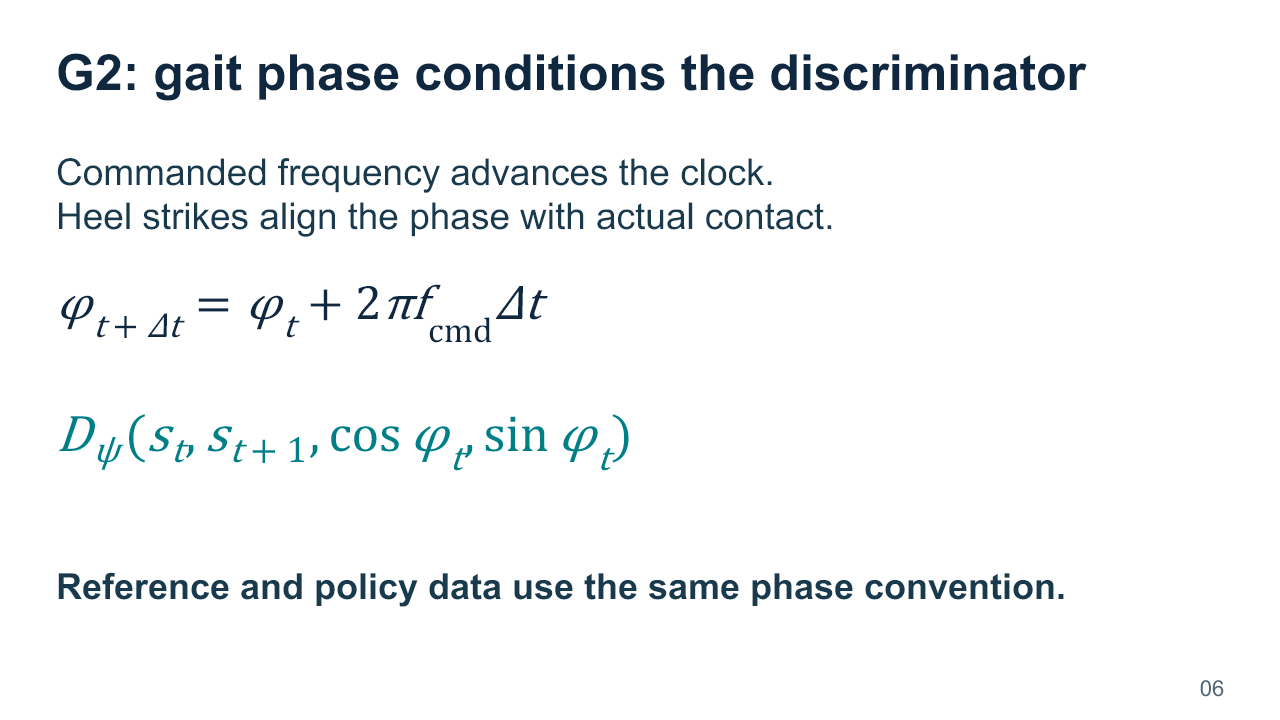 G2: gait phase conditions the discriminator
Commanded frequency advances the clock.
Heel strikes align the phase with actual contact.
φ_{t + Δt} = φ_t + 2πf_{cmd}Δt
D_ψ(s_t, s_{t + 1}, cos φ_t, sin φ_t)
Reference and policy data use the same phase convention.
06